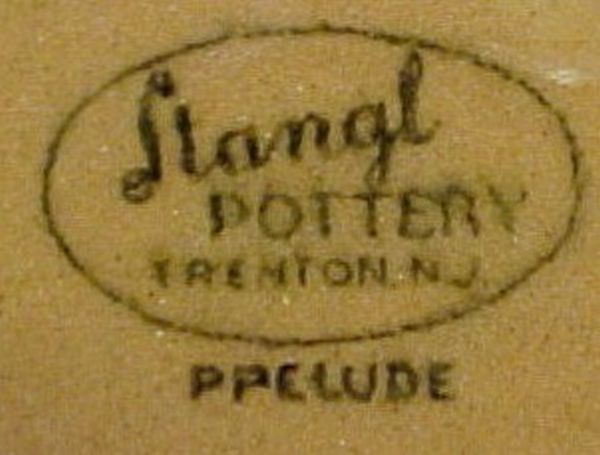 Stangl
POTTERY
TRENTON. N.J.
PRELUDE